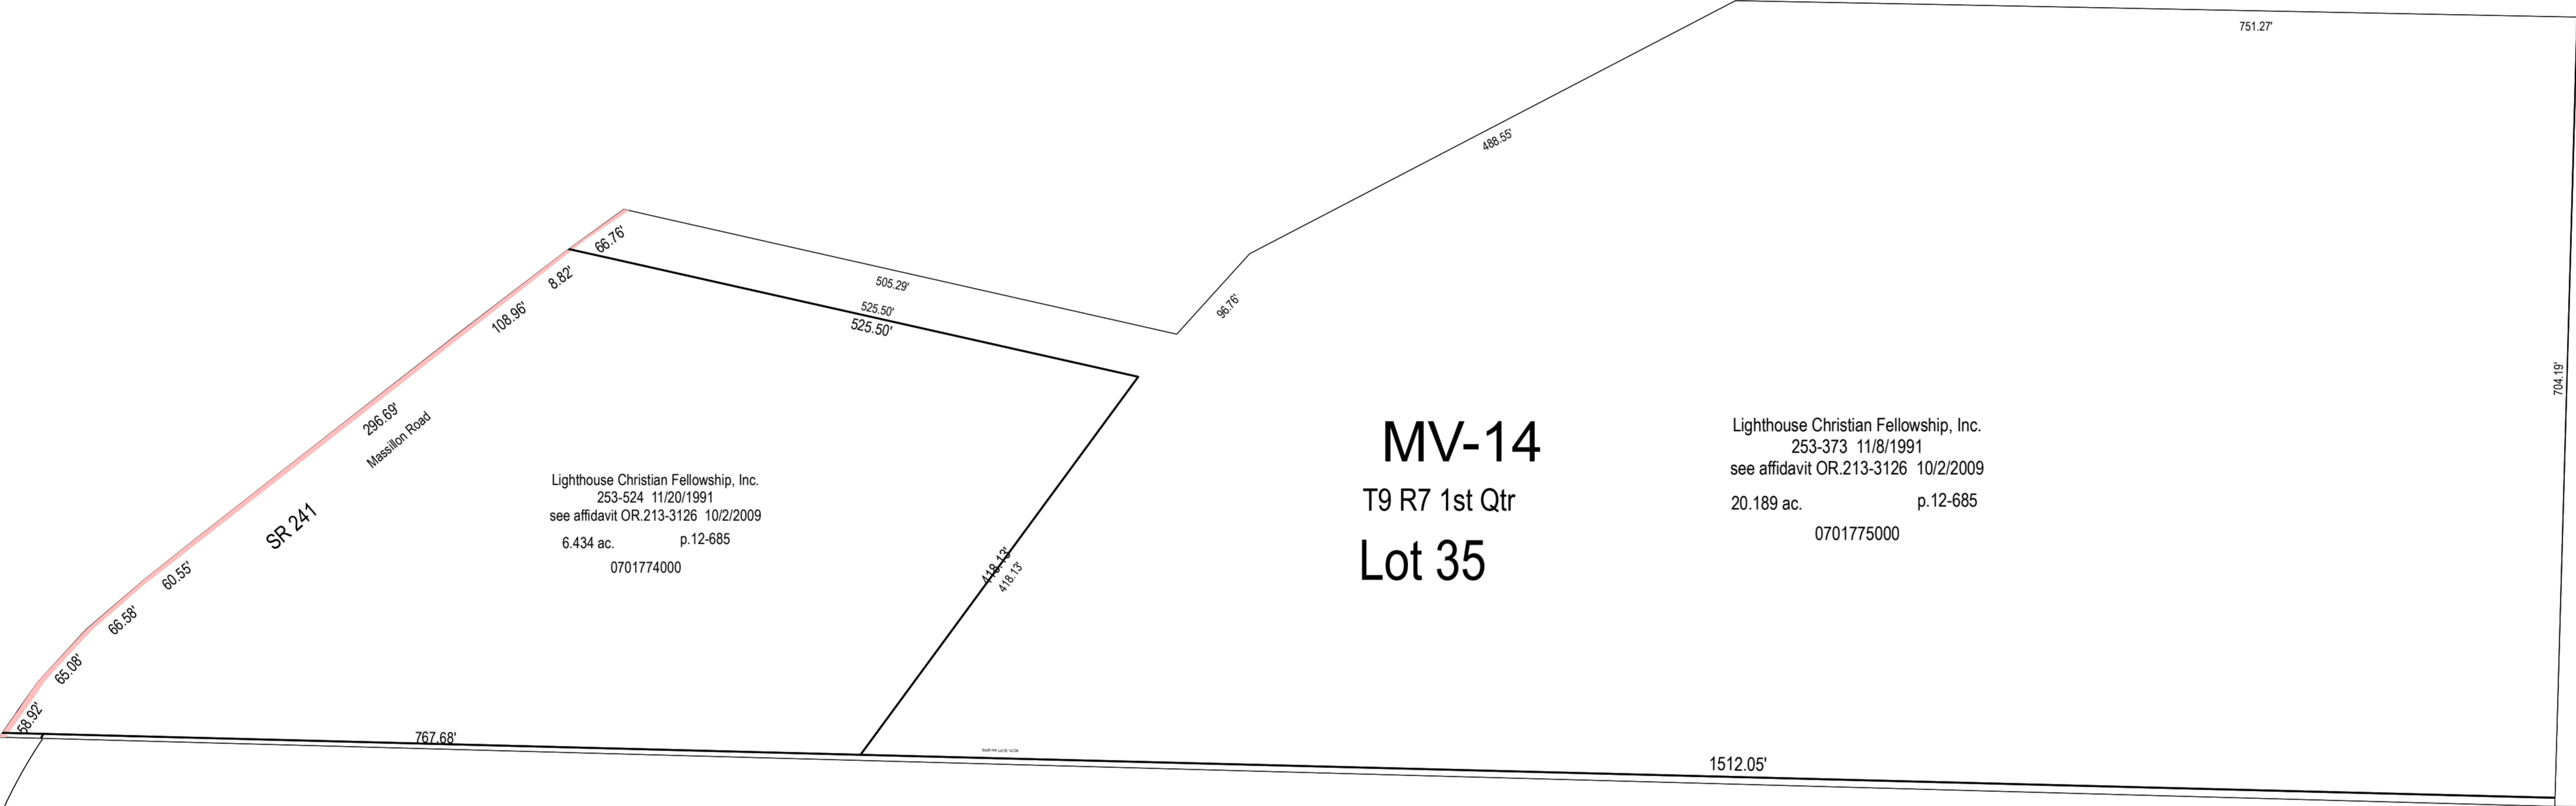 751.27'
488.55'
66.76'
8.82'
505.29'
96.76'
525.50'
525.50'
108.96'
704.19'
296.69'
Massillon Road
SR 241
MV-14
T9 R7 1st Qtr
Lot 35
Lighthouse Christian Fellowship, Inc.
253-373 11/8/1991
see affidavit OR.213-3126 10/2/2009
20.189 ac. p.12-685
0701775000
Lighthouse Christian Fellowship, Inc.
253-524 11/20/1991
see affidavit OR.213-3126 10/2/2009
6.434 ac. p.12-685
0701774000
418.13'
418.13'
60.55'
66.58'
65.08'
58.92'
767.68'
1512.05'